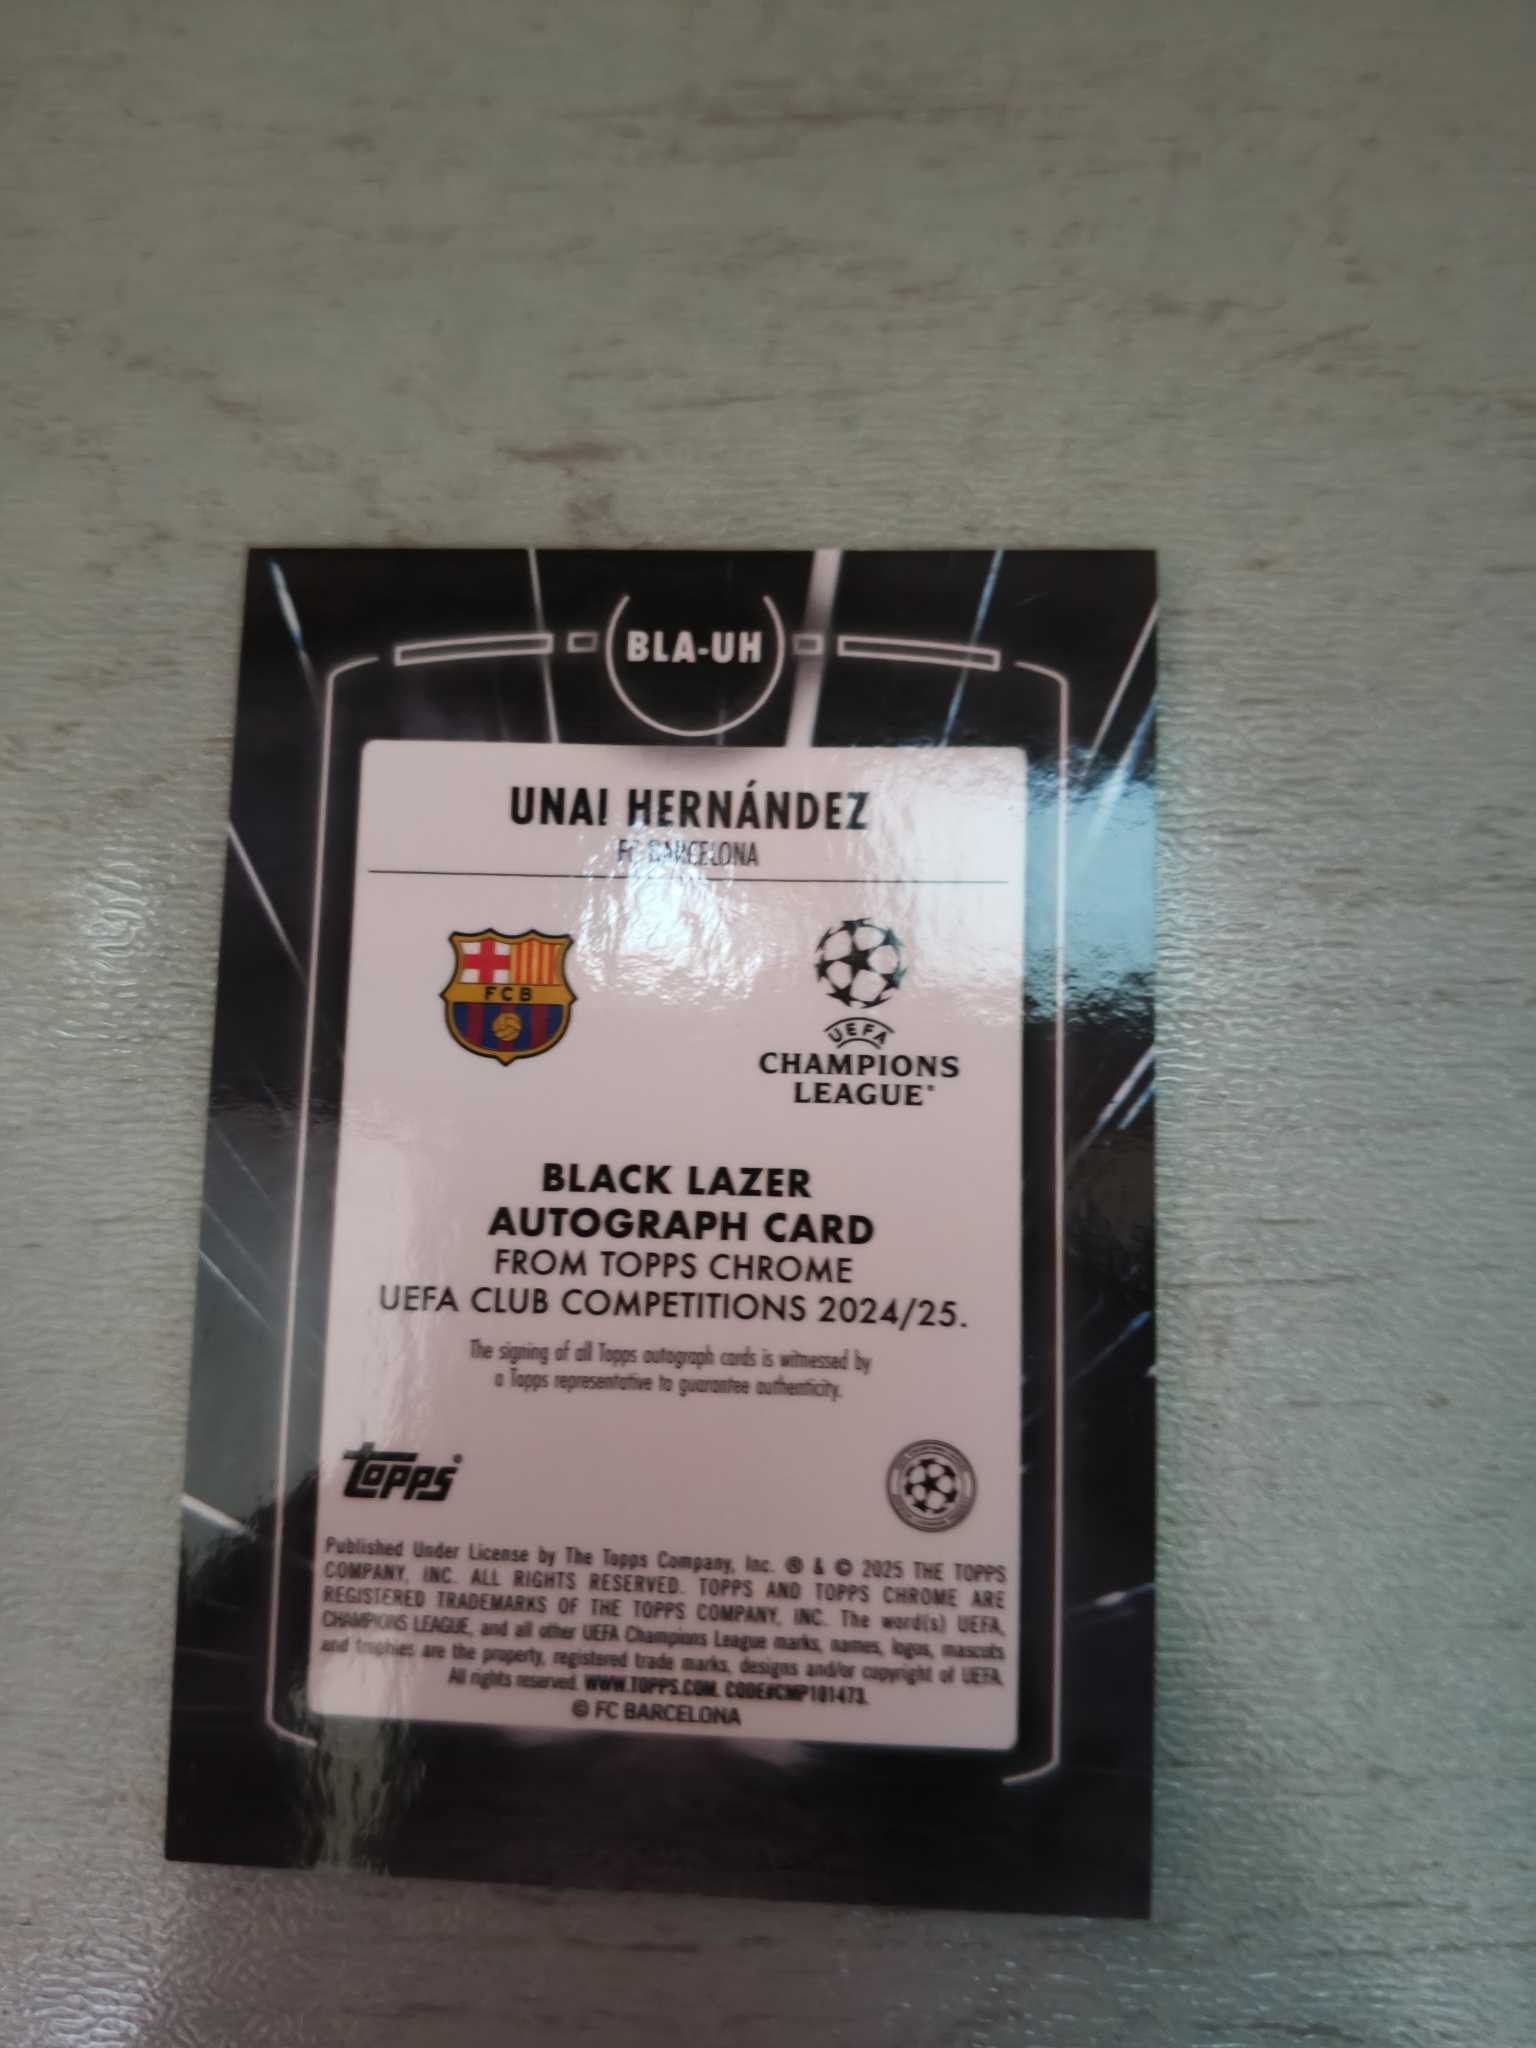 BLA-UH
UNAI HERNÁNDEZ
FC BARCELONA
FCB
UEFA
CHAMPIONS
LEAGUE®
BLACK LAZER
AUTOGRAPH CARD
FROM TOPPS CHROME
UEFA CLUB COMPETITIONS 2024/25.
The signing of all Topps autograph cards is witnessed by
a Topps representative to guarantee authenticity.
topps®
Published Under License by The Topps Company, Inc. ® & © 2025 THE TOPPS
COMPANY, INC. ALL RIGHTS RESERVED. TOPPS AND TOPPS CHROME ARE
REGISTERED TRADEMARKS OF THE TOPPS COMPANY, INC. The word(s) UEFA,
CHAMPIONS LEAGUE, and all other UEFA Champions League marks, names, logos, mascots
and trophies are the property, registered trade marks, designs and/or copyright of UEFA.
All rights reserved. WWW.TOPPS.COM. CODE#CMP101473.
© FC BARCELONA